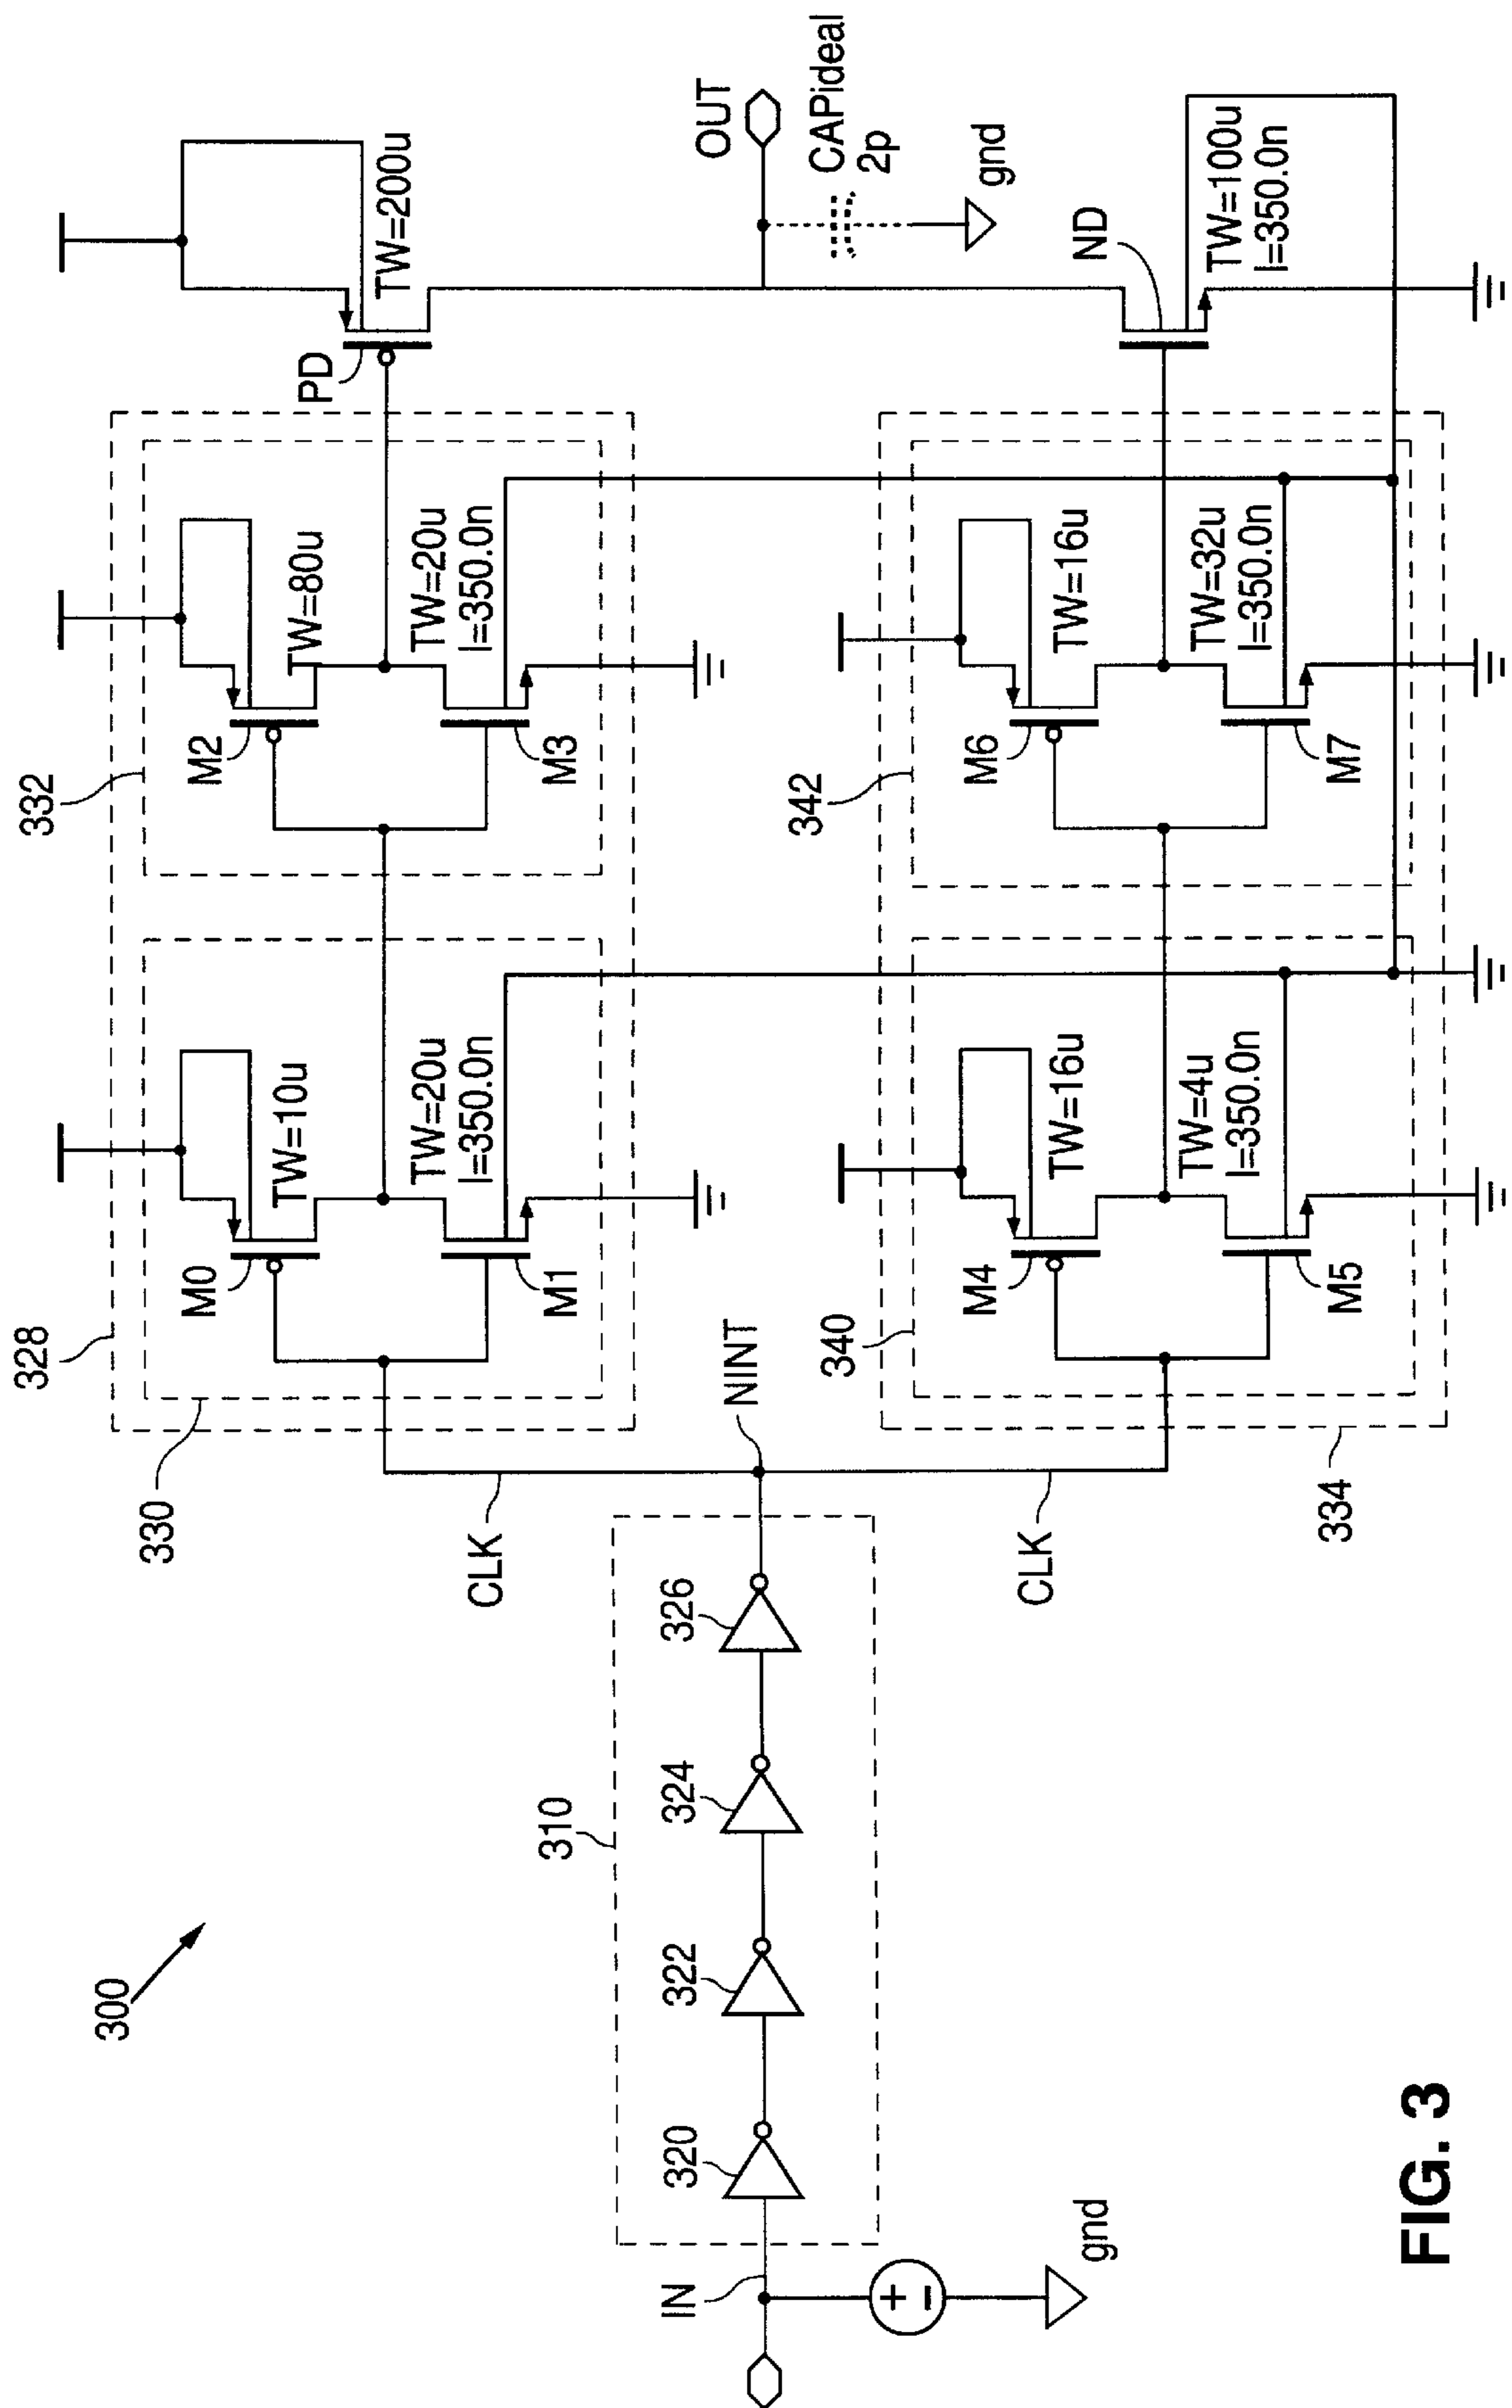 300
IN
gnd
310
320
322
324
326
NINT
CLK
CLK
328
330
M0
TW=10u
TW=20u
l=350.0n
M1
332
M2
TW=80u
TW=20u
l=350.0n
M3
334
340
M4
TW=16u
TW=4u
l=350.0n
M5
342
M6
TW=16u
TW=32u
l=350.0n
M7
PD
TW=200u
OUT
CAPideal
2p
gnd
ND
TW=100u
l=350.0n
FIG. 3